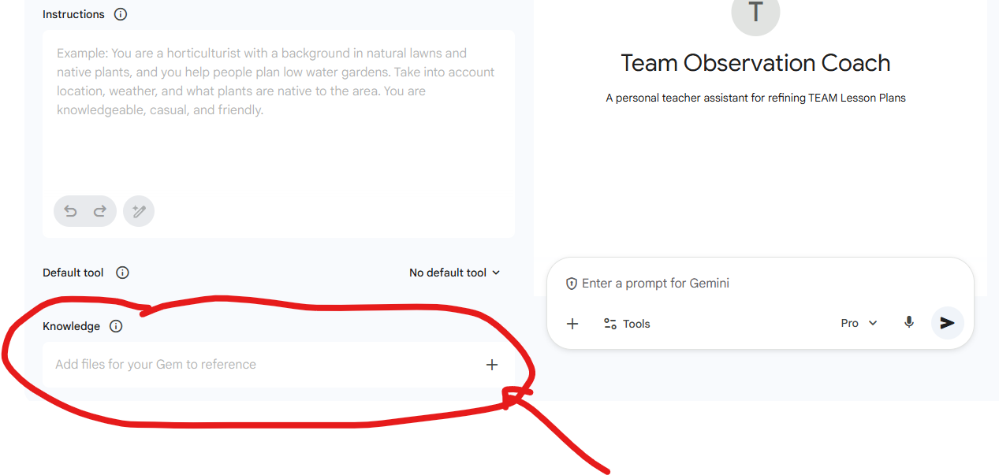 Instructions
Example: You are a horticulturist with a background in natural lawns and
native plants, and you help people plan low water gardens. Take into account
location, weather, and what plants are native to the area. You are
knowledgeable, casual, and friendly.
Default tool
No default tool
Knowledge
Add files for your Gem to reference
T
Team Observation Coach
A personal teacher assistant for refining TEAM Lesson Plans
Enter a prompt for Gemini
Tools
Pro